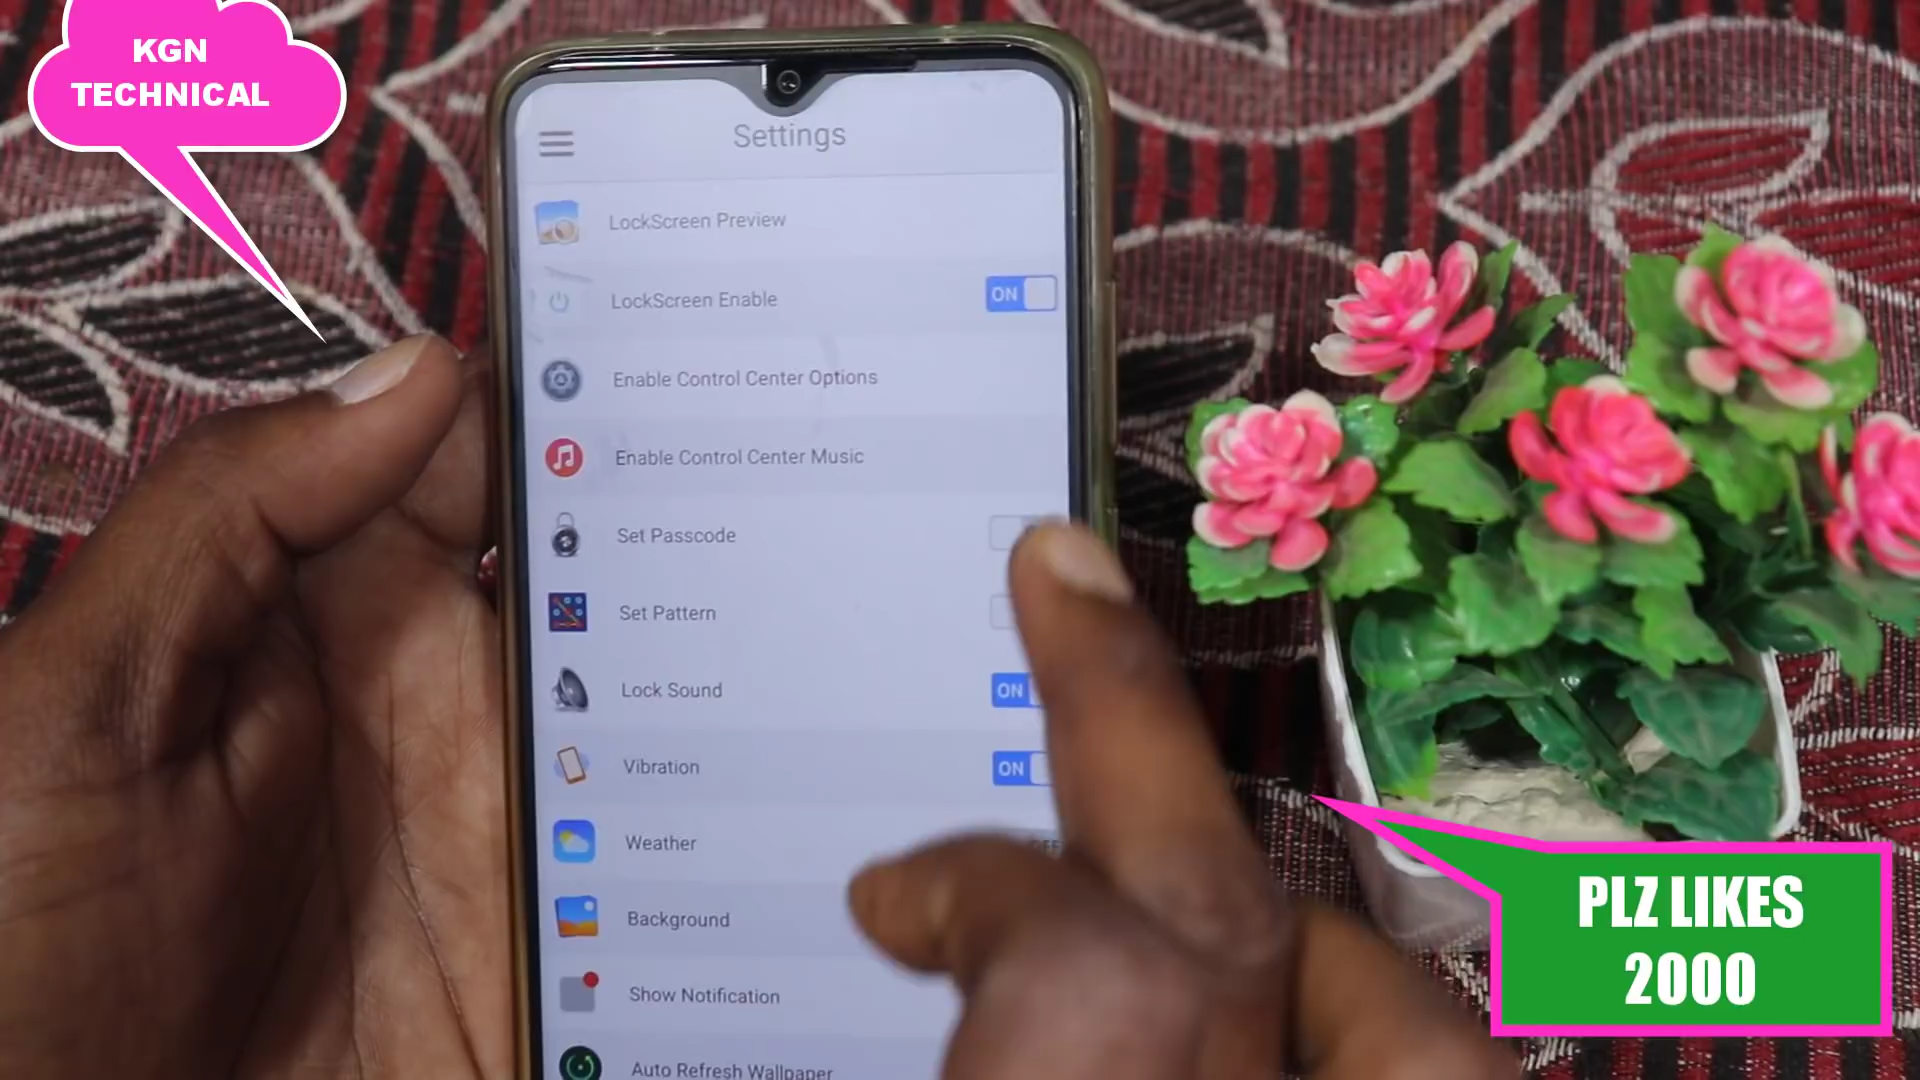 KGN
TECHNICAL
Settings
LockScreen Preview
LockScreen Enable
ON
Enable Control Center Options
Enable Control Center Music
Set Passcode
Set Pattern
Lock Sound
ON
Vibration
ON
Weather
Background
Show Notification
Auto Refresh Wallpaper
PLZ LIKES
2000